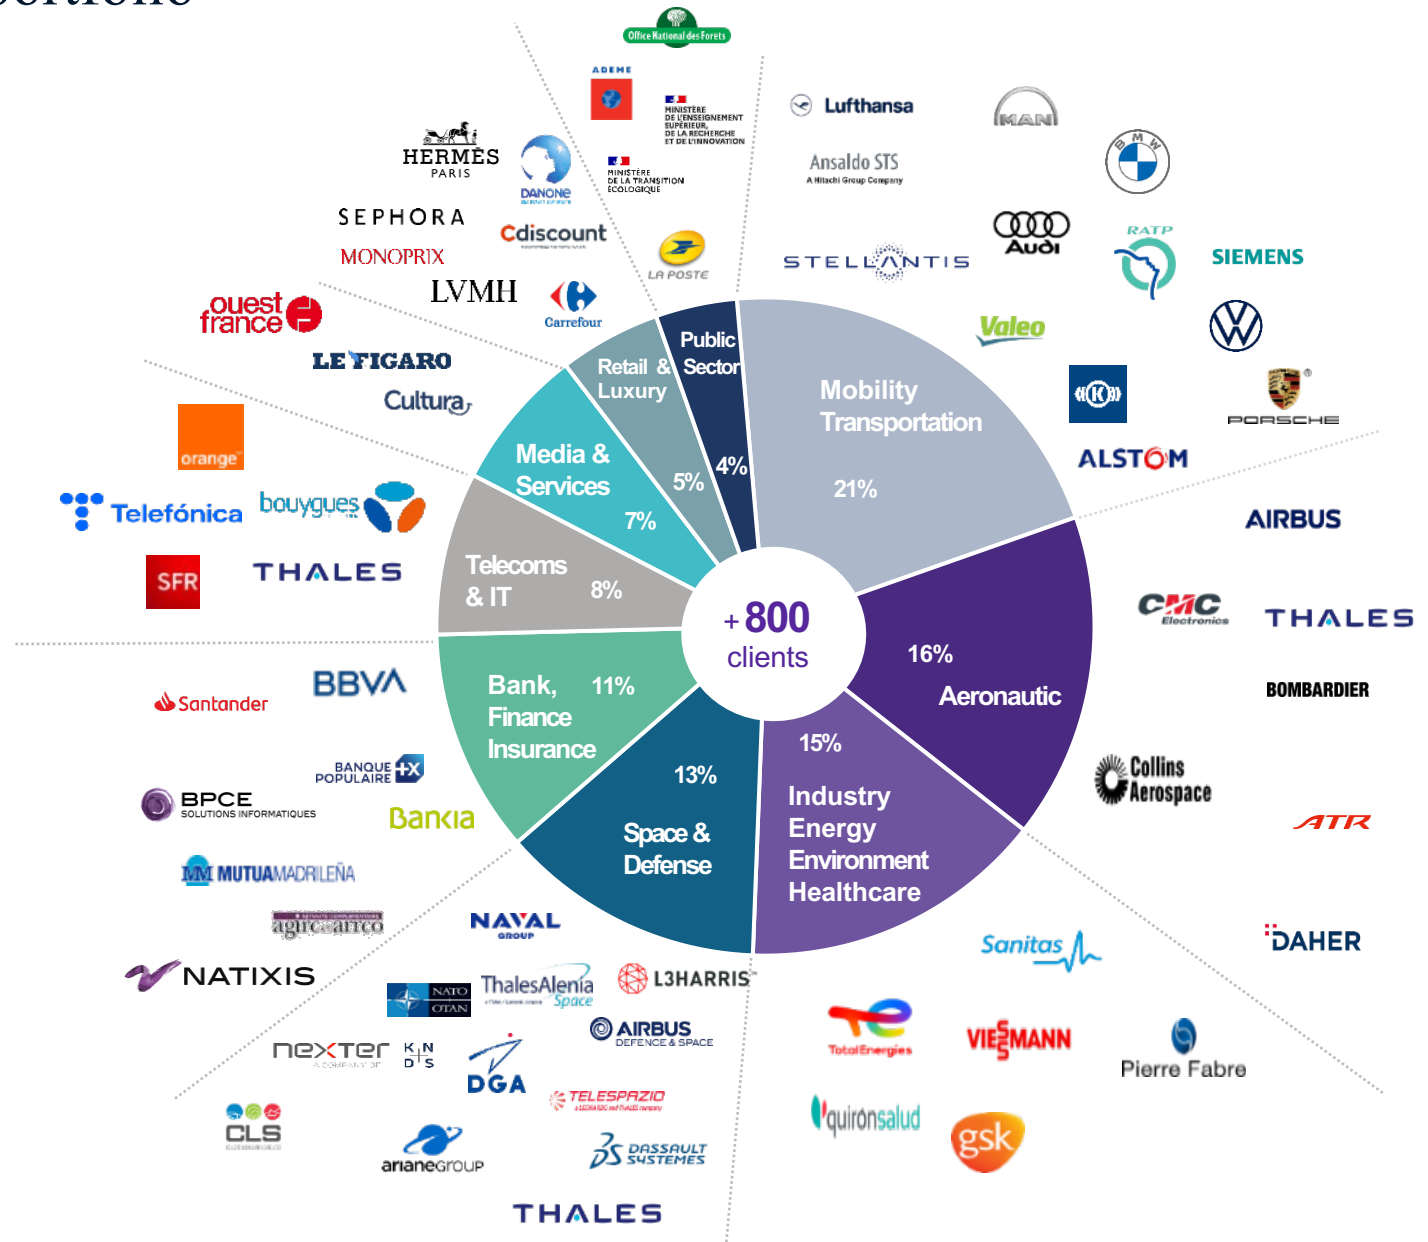 Office National des Forets
ADEME
MINISTÈRE
DE L'ENSEIGNEMENT
SUPÉRIEUR,
DE LA RECHERCHE
ET DE L'INNOVATION
MINISTÈRE
DE LA TRANSITION
ÉCOLOGIQUE
LA POSTE
HERMÈS
PARIS
DANONE
SEPHORA
Cdiscount
MONOPRIX
LVMH
Carrefour
ouest
france
LE FIGARO
Cultura
orange
Telefónica
bouygues
SFR
THALES
Lufthansa
MAN
BMW
Ansaldo STS
A Hitachi Group Company
Audi
RATP
SIEMENS
STELLANTIS
Valeo
K
PORSCHE
ALSTOM
Public
Sector
4%
Retail &
Luxury
5%
Mobility
Transportation
21%
Media &
Services
7%
Telecoms
& IT
8%
+800
clients
16%
Aeronautic
Bank,
Finance
Insurance
11%
13%
Space &
Defense
15%
Industry
Energy
Environment
Healthcare
AIRBUS
CMC
Electronics
THALES
BOMBARDIER
Collins
Aerospace
ATR
DAHER
Santander
BBVA
BANQUE
POPULAIRE
BPCE
SOLUTIONS INFORMATIQUES
Bankia
MM MUTUAMADRILEÑA
agirc arrco
NATIXIS
NAVAL
GROUP
NATO
OTAN
ThalesAlenia
Space
L3HARRIS
AIRBUS
DEFENCE & SPACE
nexter
KNDS
DGA
TELESPAZIO
a LEONARDO and THALES company
CLS
arianeGROUP
DASSAULT
SYSTEMES
THALES
Sanitas
TotalEnergies
VIESSMANN
Pierre Fabre
quirónsalud
gsk